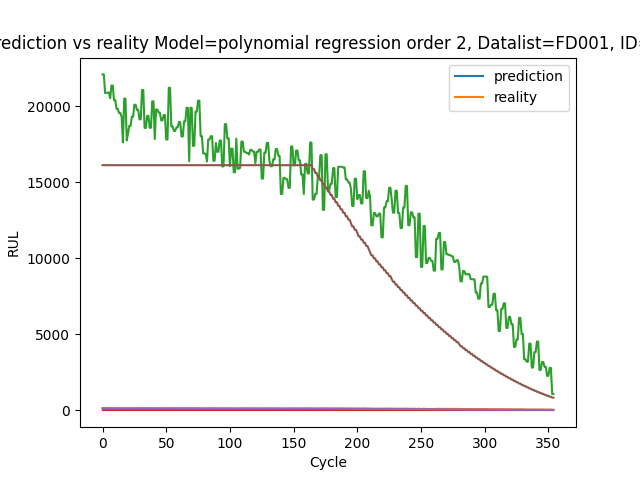 rediction vs reality Model=polynomial regression order 2, Datalist=FD001, ID=
prediction
reality
RUL
20000
15000
10000
5000
0
0 50 100 150 200 250 300 350
Cycle